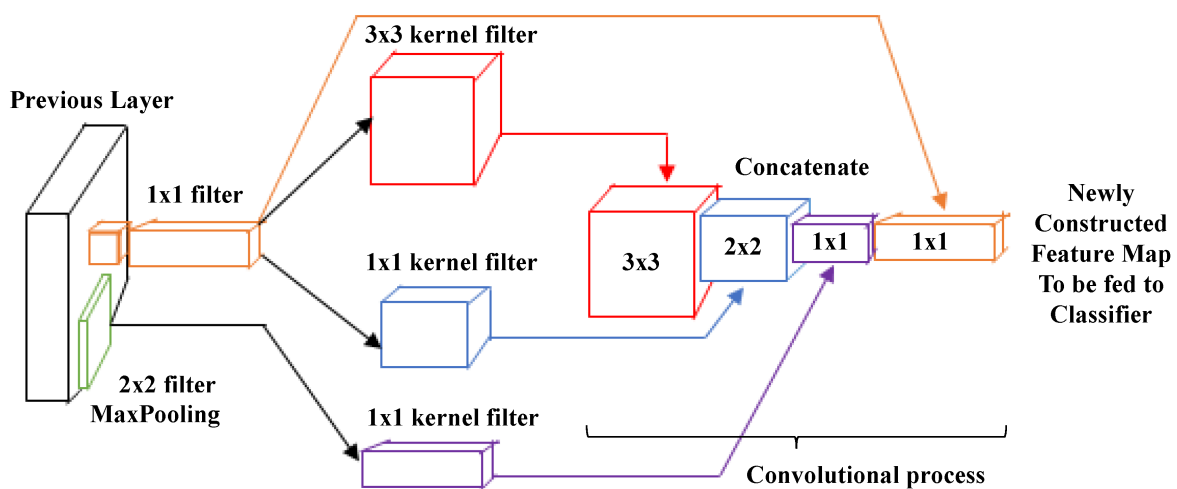 3x3 kernel filter
Previous Layer
1x1 filter
Concatenate
Newly
Constructed
Feature Map
To be fed to
Classifier
3x3
2x2
1x1
1x1
1x1 kernel filter
2x2 filter
MaxPooling
1x1 kernel filter
Convolutional process